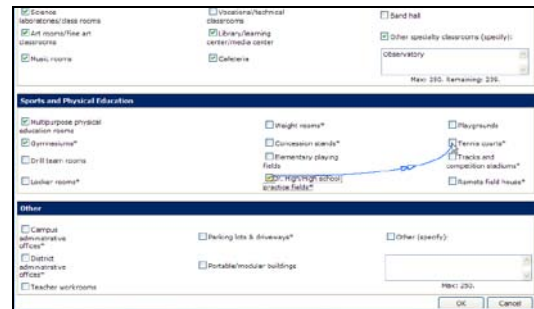 Science
laboratories/class rooms
Vocational/technical
classrooms
Band hall
Art rooms/fine art
classrooms
Library/learning
center/media center
Other specialty classrooms (specify):
Music rooms
Cafeteria
Observatory
Max: 250. Remaining: 239.
Sports and Physical Education
Multipurpose physical
education rooms
Weight rooms*
Playgrounds
Gymnasiums*
Concession stands*
Tennis courts*
Drill team rooms
Elementary playing
fields
Tracks and
competition stadiums*
Locker rooms*
Jr. High/High school
practice fields*
Remote field house*
Other
Campus
administrative
offices*
Parking lots & driveways*
Other (specify):
District
administrative
offices*
Portable/modular buildings
Teacher workrooms
Max: 250.
OK
Cancel